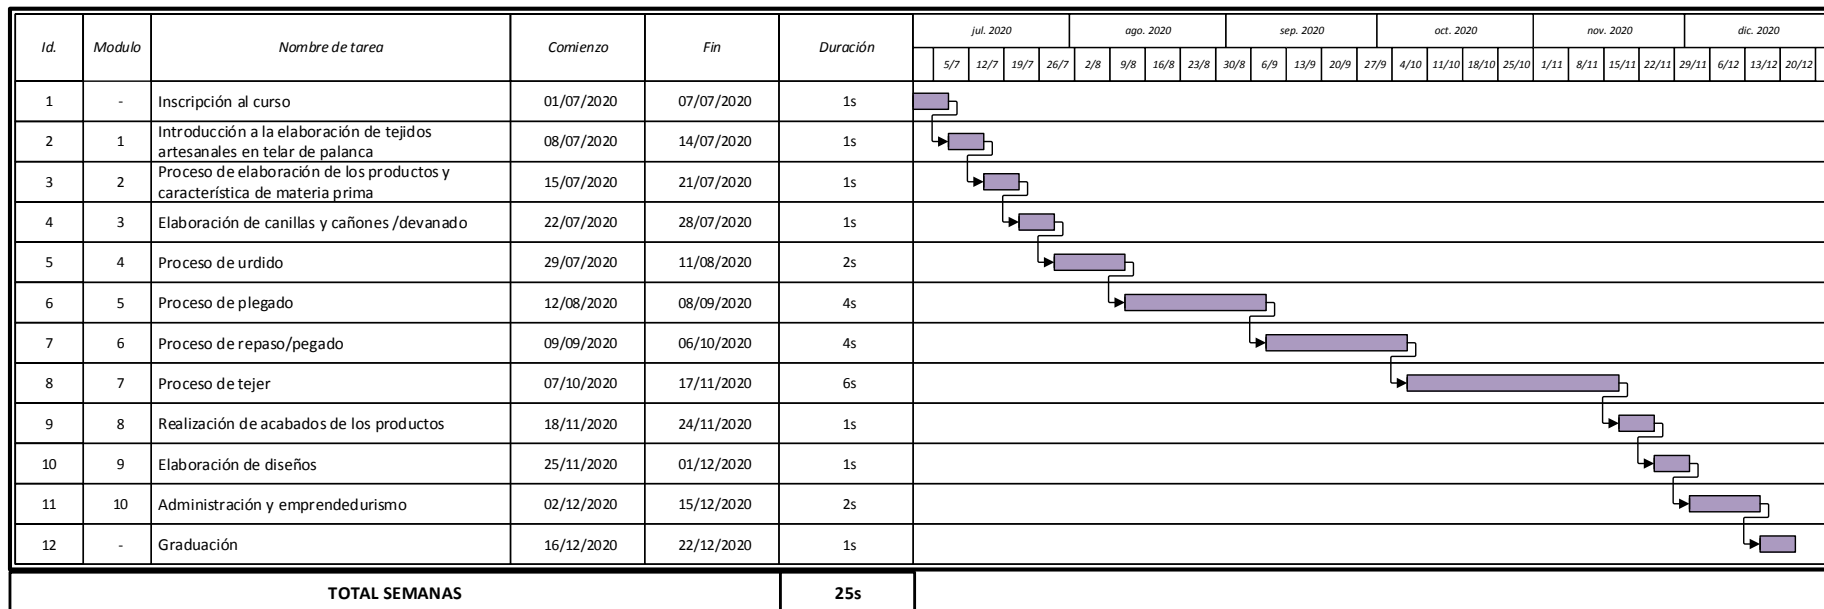 Id. Modulo Nombre de tarea Comienzo Fin Duración jul. 2020 ago. 2020 sep. 2020 oct. 2020 nov. 2020 dic. 2020
5/7 12/7 19/7 26/7 2/8 9/8 16/8 23/8 30/8 6/9 13/9 20/9 27/9 4/10 11/10 18/10 25/10 1/11 8/11 15/11 22/11 29/11 6/12 13/12 20/12
1 - Inscripción al curso 01/07/2020 07/07/2020 1s
2 1 Introducción a la elaboración de tejidos
artesanales en telar de palanca 08/07/2020 14/07/2020 1s
3 2 Proceso de elaboración de los productos y
característica de materia prima 15/07/2020 21/07/2020 1s
4 3 Elaboración de canillas y cañones /devanado 22/07/2020 28/07/2020 1s
5 4 Proceso de urdido 29/07/2020 11/08/2020 2s
6 5 Proceso de plegado 12/08/2020 08/09/2020 4s
7 6 Proceso de repaso/pegado 09/09/2020 06/10/2020 4s
8 7 Proceso de tejer 07/10/2020 17/11/2020 6s
9 8 Realización de acabados de los productos 18/11/2020 24/11/2020 1s
10 9 Elaboración de diseños 25/11/2020 01/12/2020 1s
11 10 Administración y emprendedurismo 02/12/2020 15/12/2020 2s
12 - Graduación 16/12/2020 22/12/2020 1s
TOTAL SEMANAS 25s